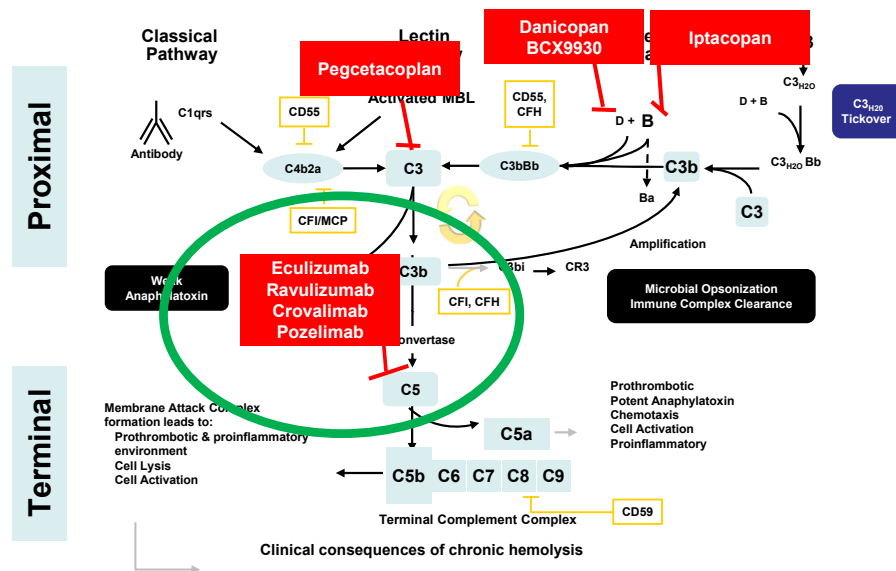 Classical
Pathway
Lectin
Danicopan
BCX9930
Iptacopan
Pegcetacoplan
Activated MBL
Proximal
C1qrs
Antibody
CD55
CD55,
CFH
D + B
C3H2O
D + B
C3H20
Tickover
C4b2a
C3
C3bBb
C3b
C3H2O Bb
CFI/MCP
Ba
C3
Amplification
Weak
Anaphylatoxin
Eculizumab
Ravulizumab
Crovalimab
Pozelimab
C3b
C3bi
CR3
CFI, CFH
Microbial Opsonization
Immune Complex Clearance
onvertase
Terminal
C5
Membrane Attack Complex
formation leads to:
Prothrombotic & proinflammatory
environment
Cell Lysis
Cell Activation
C5a
Prothrombotic
Potent Anaphylatoxin
Chemotaxis
Cell Activation
Proinflammatory
C5b C6 C7 C8 C9
Terminal Complement Complex
CD59
Clinical consequences of chronic hemolysis